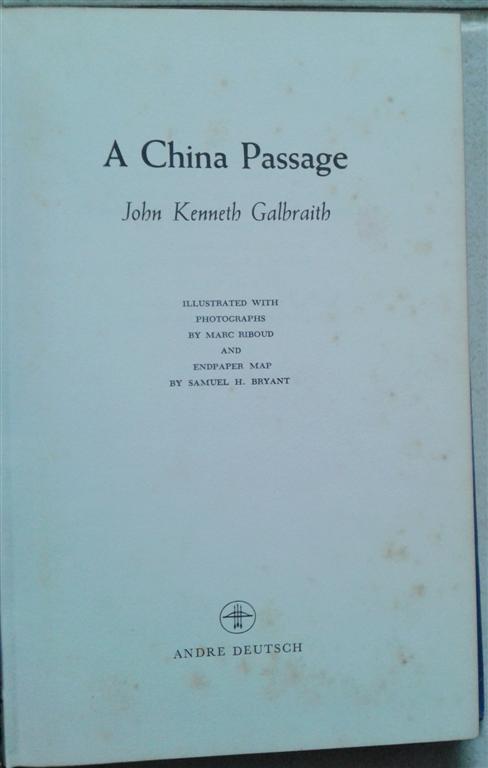 A China Passage
John Kenneth Galbraith
ILLUSTRATED WITH
PHOTOGRAPHS
BY MARC RIBOUD
AND
ENDPAPER MAP
BY SAMUEL H. BRYANT
ANDRE DEUTSCH